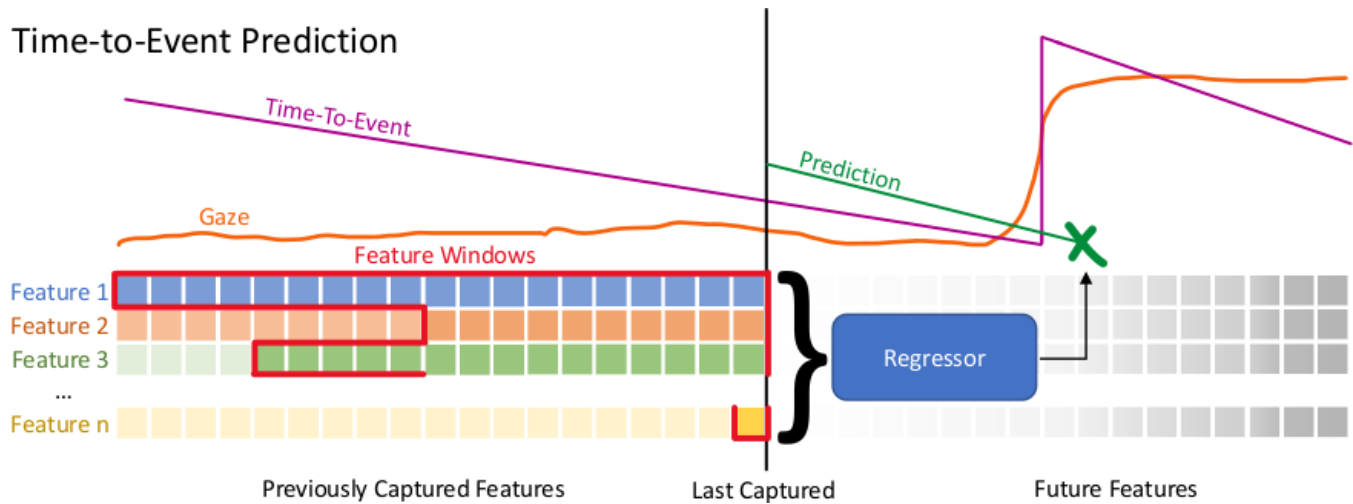 Time-to-Event Prediction
Time-To-Event
Prediction
Gaze
Feature Windows
Feature 1
Feature 2
Feature 3
Regressor
...
Feature n
Previously Captured Features
Last Captured
Future Features